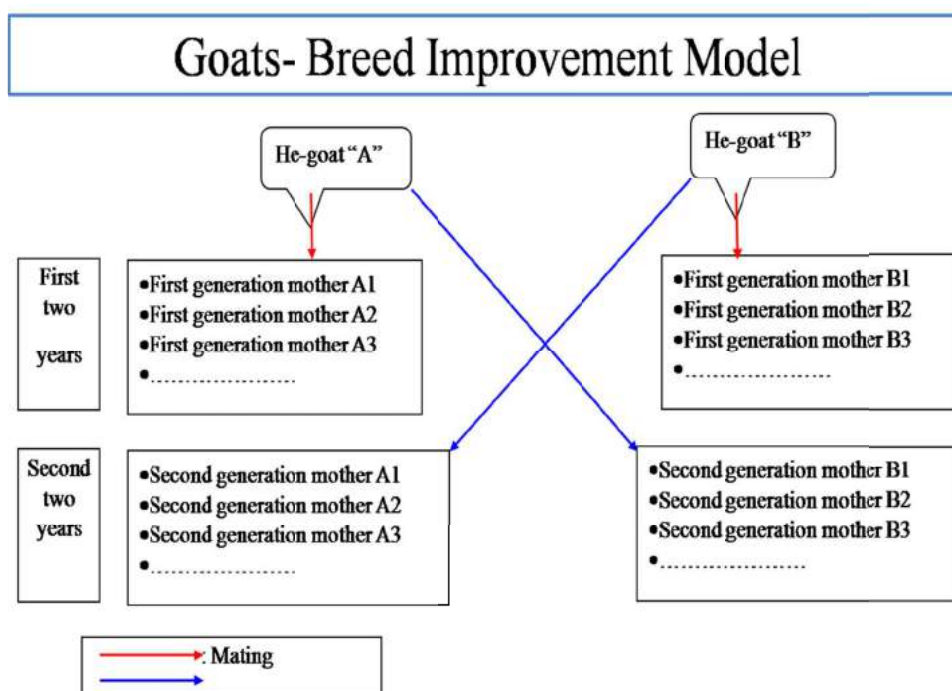 Goats- Breed Improvement Model
He-goat “A”
He-goat “B”
First
two
years
•First generation mother A1
•First generation mother A2
•First generation mother A3
•........................
•First generation mother B1
•First generation mother B2
•First generation mother B3
•........................
Second
two
years
•Second generation mother A1
•Second generation mother A2
•Second generation mother A3
•........................
•Second generation mother B1
•Second generation mother B2
•Second generation mother B3
•........................
: Mating